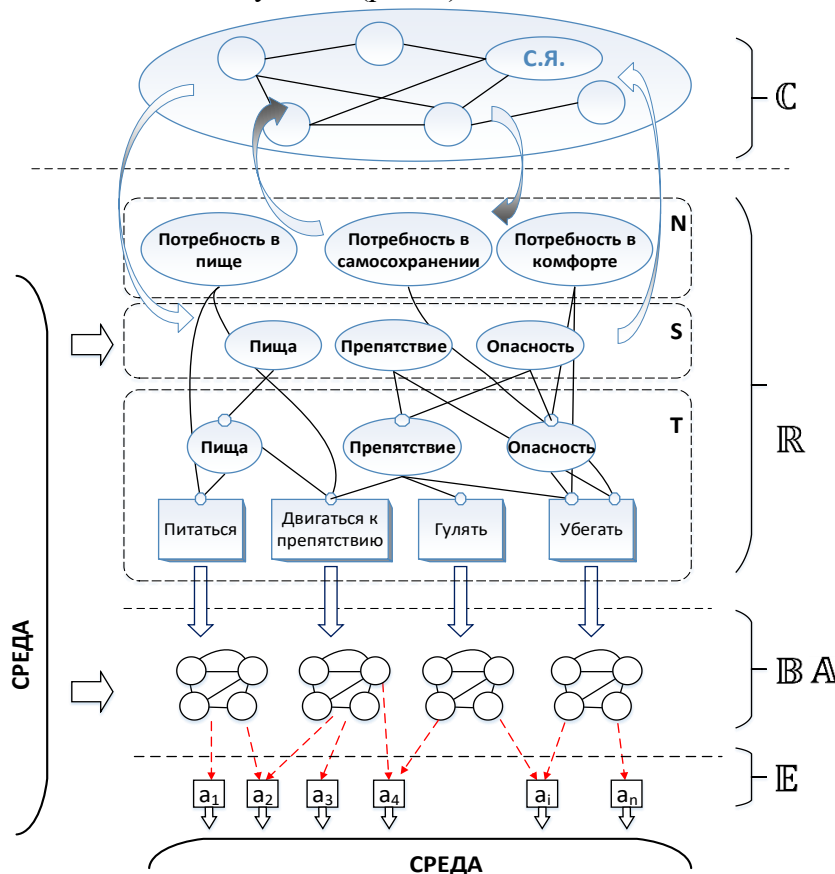 С.Я.
ℂ
Потребность в
пище
Потребность в
самосохранении
Потребность в
комфорте
N
Пища
Препятствие
Опасность
S
ℝ
T
Пища
Препятствие
Опасность
Питаться
Двигаться к
препятствию
Гулять
Убегать
СРЕДА
𝔹 𝔸
𝔼
a1
a2
a3
a4
ai
an
СРЕДА